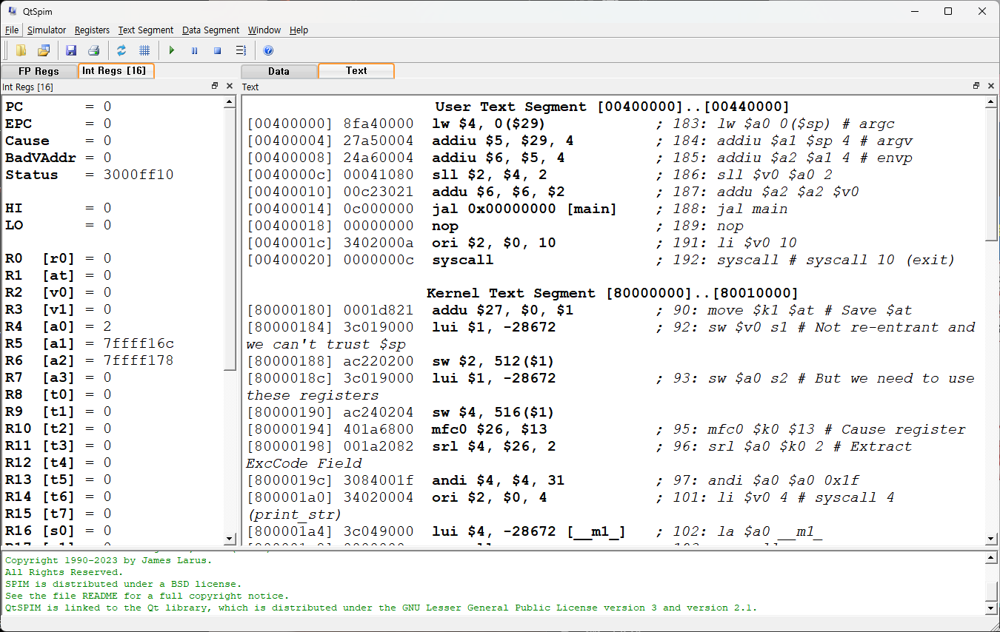 QtSpim
File Simulator Registers Text Segment Data Segment Window Help
FP Regs Int Regs [16] Data Text
Int Regs [16]
PC = 0
EPC = 0
Cause = 0
BadVAddr = 0
Status = 3000ff10
HI = 0
LO = 0
R0 [r0] = 0
R1 [at] = 0
R2 [v0] = 0
R3 [v1] = 0
R4 [a0] = 2
R5 [a1] = 7ffff16c
R6 [a2] = 7ffff178
R7 [a3] = 0
R8 [t0] = 0
R9 [t1] = 0
R10 [t2] = 0
R11 [t3] = 0
R12 [t4] = 0
R13 [t5] = 0
R14 [t6] = 0
R15 [t7] = 0
R16 [s0] = 0
Text
User Text Segment [00400000]..[00440000]
[00400000] 8fa40000 lw $4, 0($29) ; 183: lw $a0 0($sp) # argc
[00400004] 27a50004 addiu $5, $29, 4 ; 184: addiu $a1 $sp 4 # argv
[00400008] 24a60004 addiu $6, $5, 4 ; 185: addiu $a2 $a1 4 # envp
[0040000c] 00041080 sll $2, $4, 2 ; 186: sll $v0 $a0 2
[00400010] 00c23021 addu $6, $6, $2 ; 187: addu $a2 $a2 $v0
[00400014] 0c000000 jal 0x00000000 [main] ; 188: jal main
[00400018] 00000000 nop ; 189: nop
[0040001c] 3402000a ori $2, $0, 10 ; 191: li $v0 10
[00400020] 0000000c syscall ; 192: syscall # syscall 10 (exit)
Kernel Text Segment [80000000]..[80010000]
[80000180] 0001d821 addu $27, $0, $1 ; 90: move $k1 $at # Save $at
[80000184] 3c019000 lui $1, -28672 ; 92: sw $v0 s1 # Not re-entrant and
we can't trust $sp
[80000188] ac220200 sw $2, 512($1)
[8000018c] 3c019000 lui $1, -28672 ; 93: sw $a0 s2 # But we need to use
these registers
[80000190] ac240204 sw $4, 516($1)
[80000194] 401a6800 mfc0 $26, $13 ; 95: mfc0 $k0 $13 # Cause register
[80000198] 001a2082 srl $4, $26, 2 ; 96: srl $a0 $k0 2 # Extract
ExcCode Field
[8000019c] 3084001f andi $4, $4, 31 ; 97: andi $a0 $a0 0x1f
[800001a0] 34020004 ori $2, $0, 4 ; 101: li $v0 4 # syscall 4
(print_str)
[800001a4] 3c049000 lui $4, -28672 [__m1_] ; 102: la $a0 __m1_
Copyright 1990-2023 by James Larus.
All Rights Reserved.
SPIM is distributed under a BSD license.
See the file README for a full copyright notice.
QtSPIM is linked to the Qt library, which is distributed under the GNU Lesser General Public License version 3 and version 2.1.